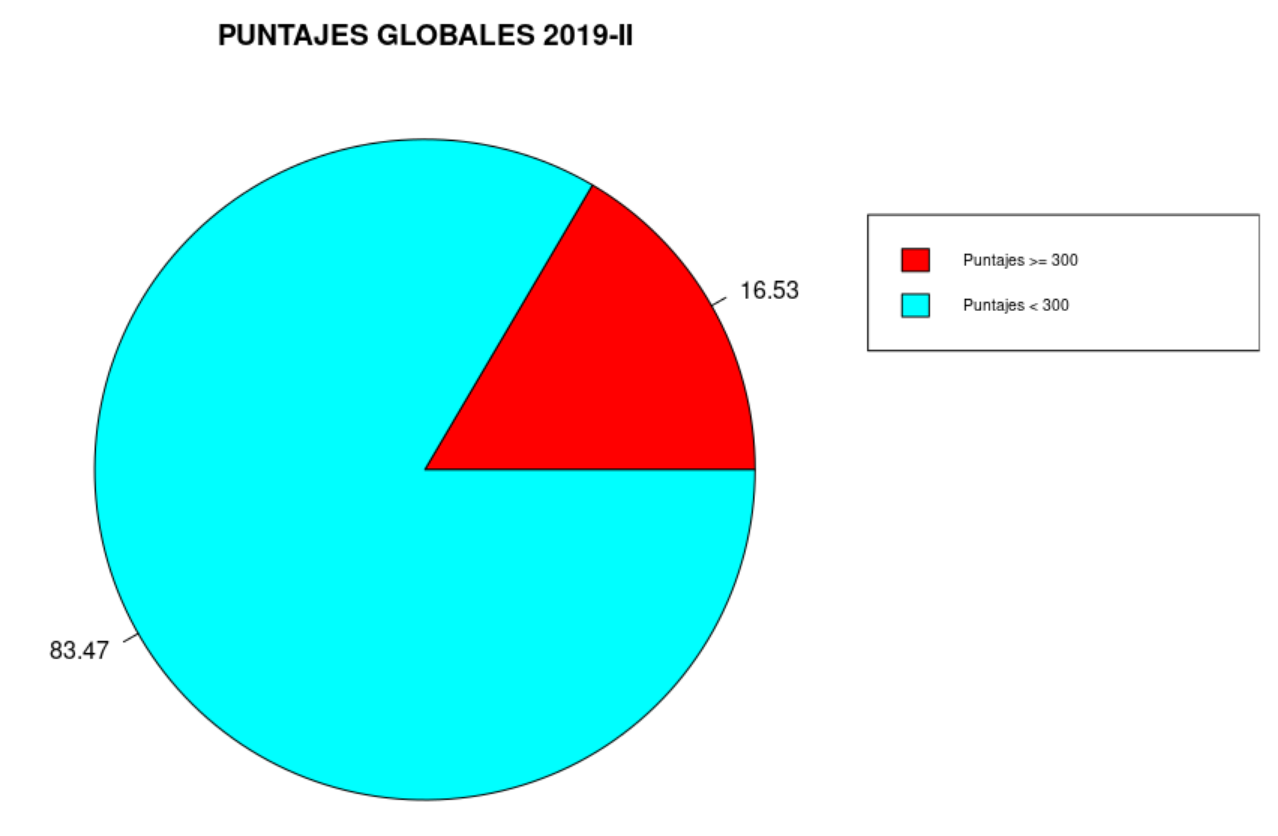 PUNTAJES GLOBALES 2019-II
16.53
Puntajes >= 300
Puntajes < 300
83.47